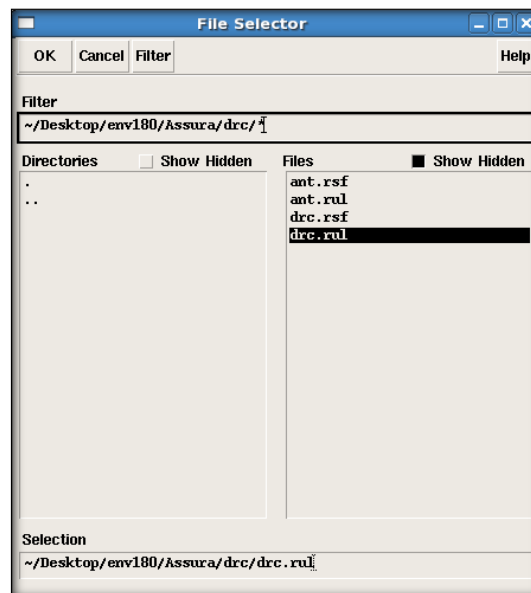 File Selector
OK Cancel Filter Help
Filter
~/Desktop/env180/Assura/drc/*
Directories Show Hidden Files Show Hidden
. ant.rsf
.. ant.rul
drc.rsf
drc.rul
Selection
~/Desktop/env180/Assura/drc/drc.rul